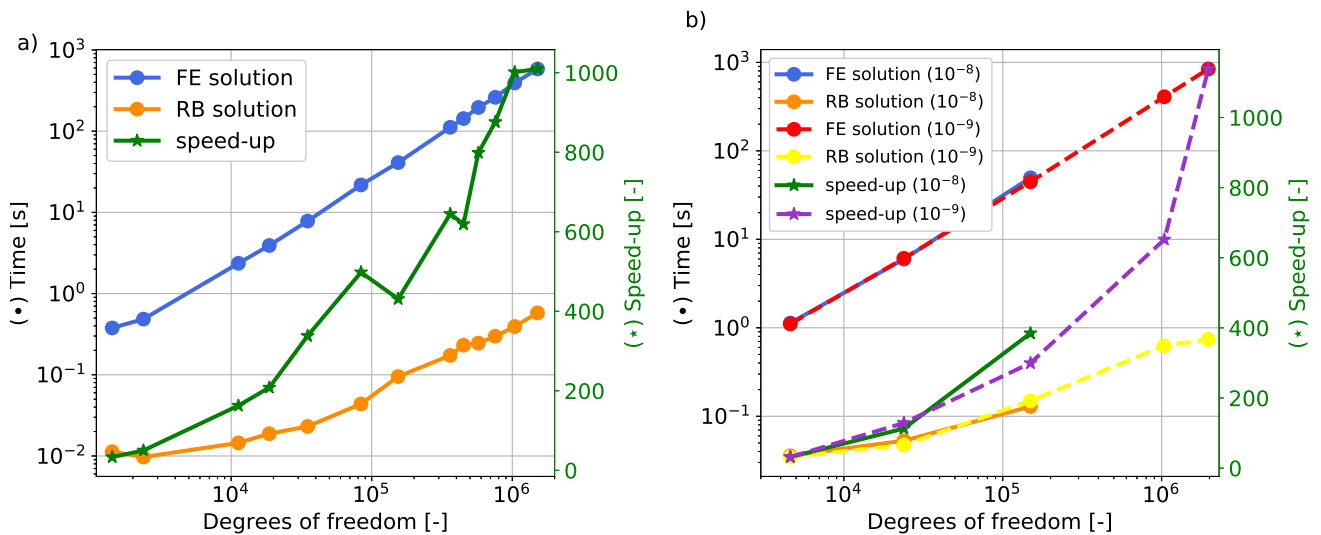 a)
10³
10²
10¹
10⁰
10⁻¹
10⁻²
(•) Time [s]
FE solution
RB solution
speed-up
1000
800
600
400
200
0
(⋆) Speed-up [-]
10⁴ 10⁵ 10⁶
Degrees of freedom [-]
b)
10³
10²
10¹
10⁰
10⁻¹
(•) Time [s]
FE solution (10⁻⁸)
RB solution (10⁻⁸)
FE solution (10⁻⁹)
RB solution (10⁻⁹)
speed-up (10⁻⁸)
speed-up (10⁻⁹)
1000
800
600
400
200
0
(⋆) Speed-up [-]
10⁴ 10⁵ 10⁶
Degrees of freedom [-]